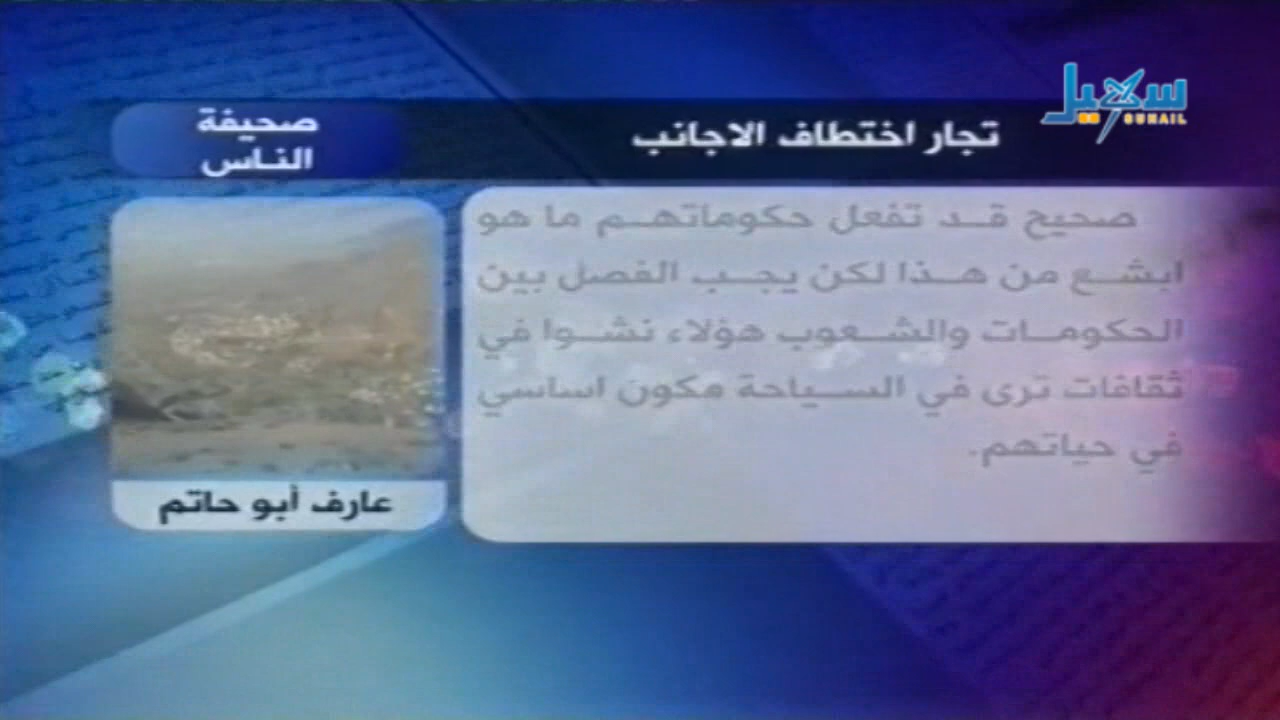 سهيل
SUHAIL
تجار اختطاف الاجانب
صحيفة
الناس
صحيح قد تفعل حكوماتهم ما هو
ابشع من هذا لكن يجب الفصل بين
الحكومات والشعوب هؤلاء نشوا في
ثقافات ترى في السياحة مكون اساسي
في حياتهم.
عارف أبو حاتم